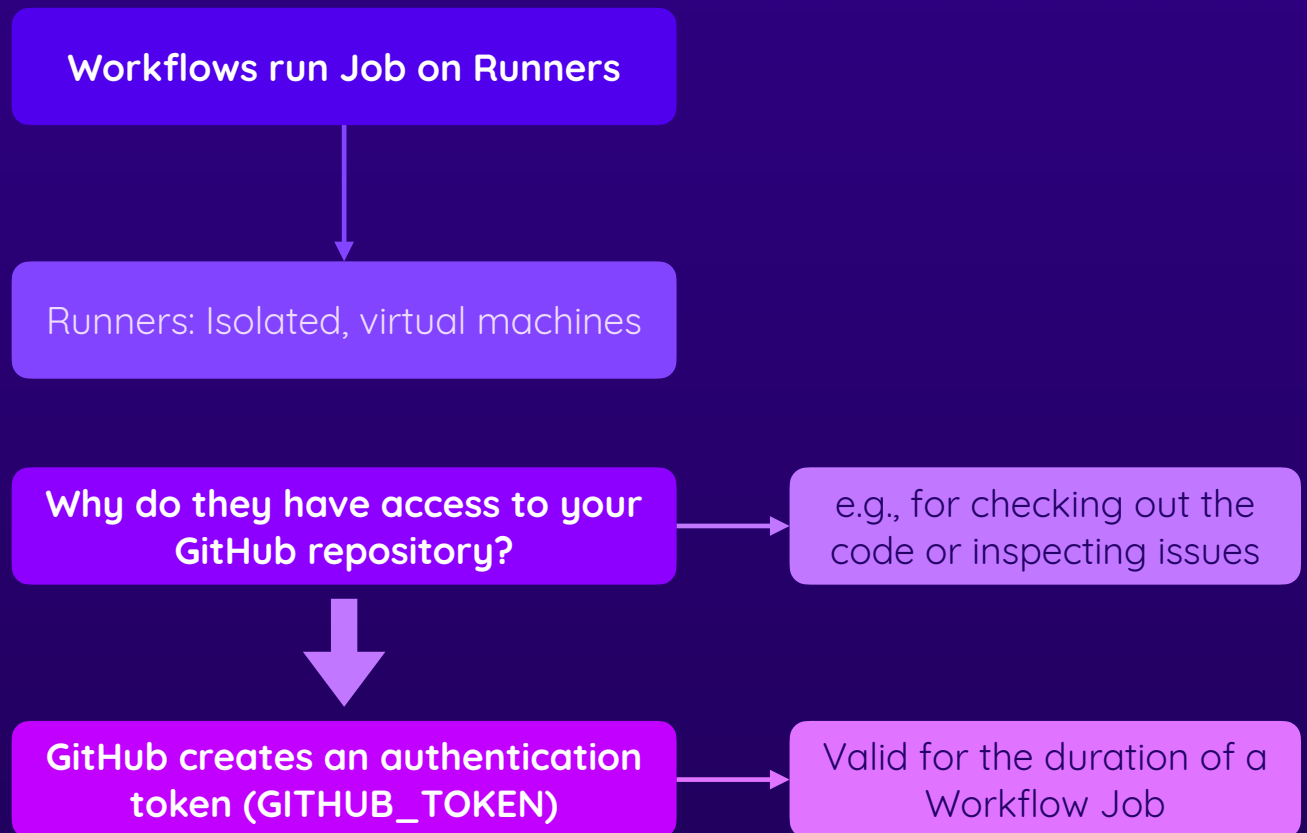 Workflows run Job on Runners
Runners: Isolated, virtual machines
Why do they have access to your
GitHub repository?
e.g., for checking out the
code or inspecting issues
GitHub creates an authentication
token (GITHUB_TOKEN)
Valid for the duration of a
Workflow Job